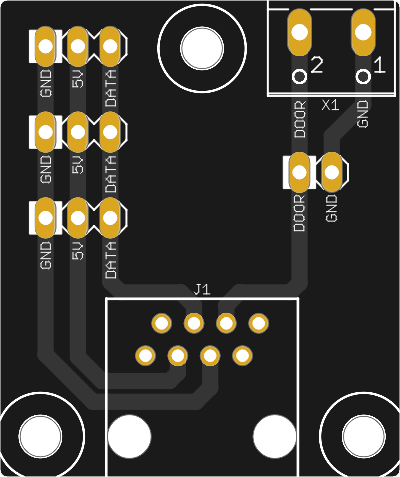 2 1
X1
GND 5V DATA
DOOR GND
GND 5V DATA
DOOR GND
GND 5V DATA
J1